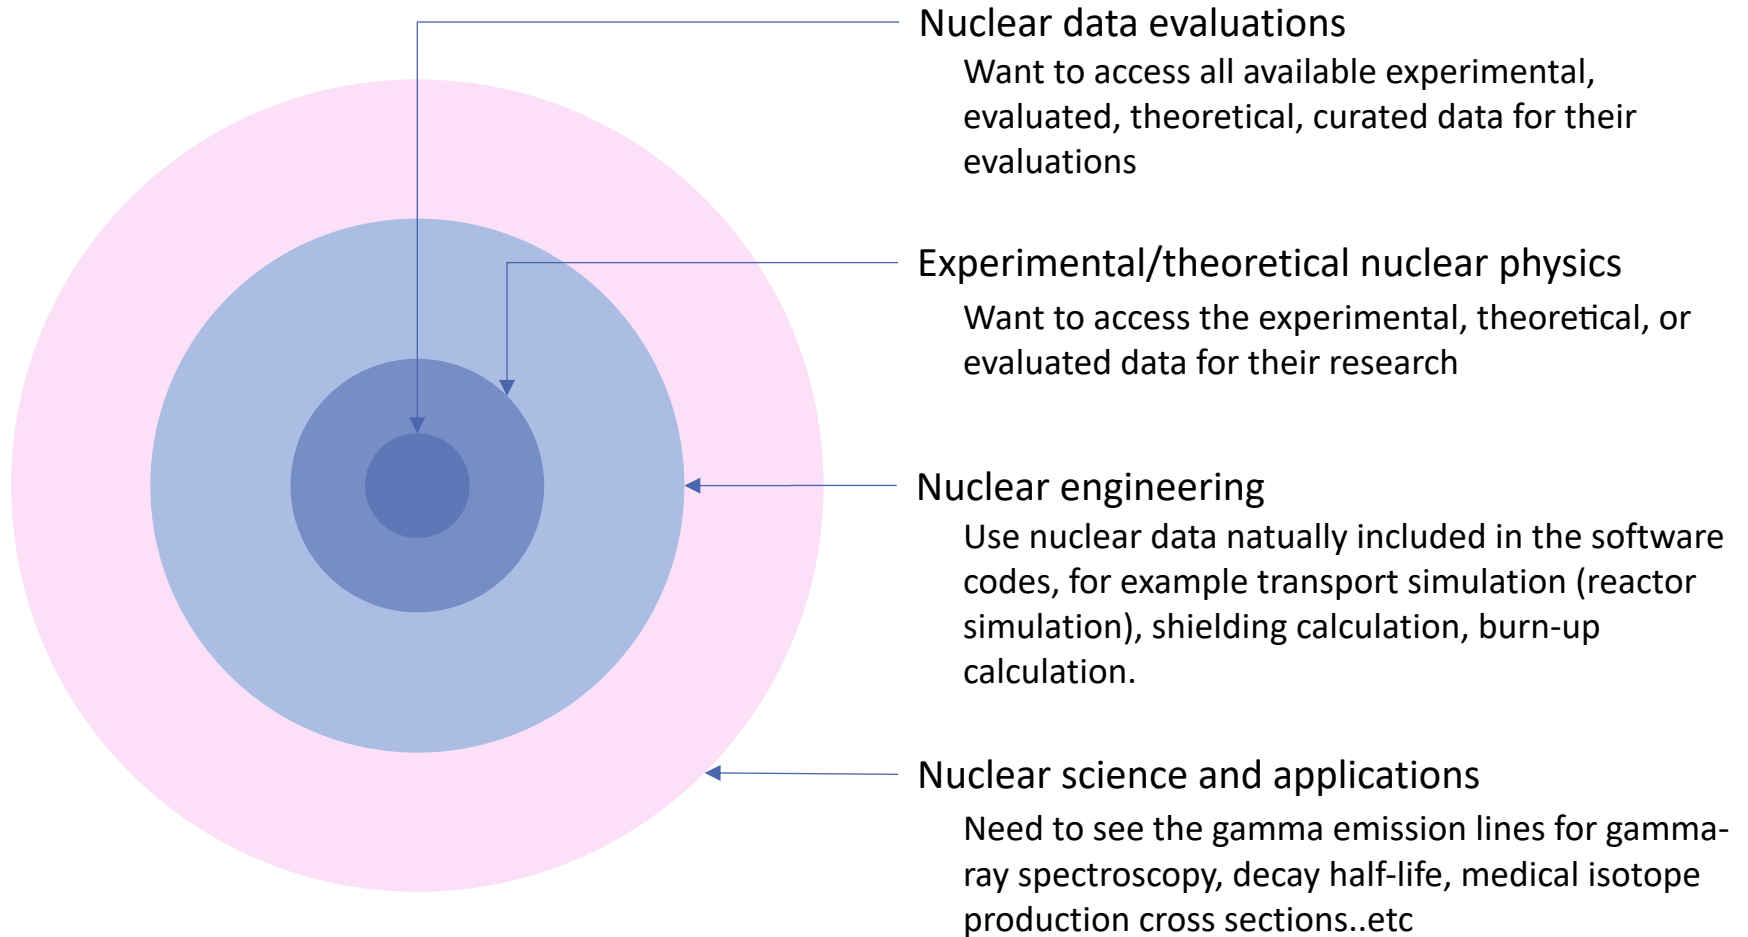 Nuclear data evaluations
Want to access all available experimental,
evaluated, theoretical, curated data for their
evaluations
Experimental/theoretical nuclear physics
Want to access the experimental, theoretical, or
evaluated data for their research
Nuclear engineering
Use nuclear data natually included in the software
codes, for example transport simulation (reactor
simulation), shielding calculation, burn-up
calculation.
Nuclear science and applications
Need to see the gamma emission lines for gamma-
ray spectroscopy, decay half-life, medical isotope
production cross sections..etc